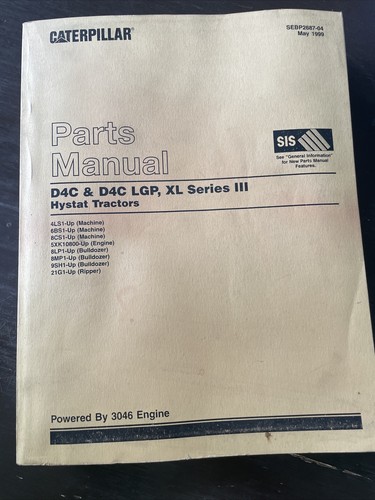 CATERPILLAR®
SEBP2687-04
May 1999
Parts
Manual
SIS
See "General Information"
for New Parts Manual
Features.
D4C & D4C LGP, XL Series III
Hystat Tractors
4LS1-Up (Machine)
6BS1-Up (Machine)
8CS1-Up (Machine)
5XK10800-Up (Engine)
8LP1-Up (Bulldozer)
8MP1-Up (Bulldozer)
9SH1-Up (Bulldozer)
21G1-Up (Ripper)
Powered By 3046 Engine